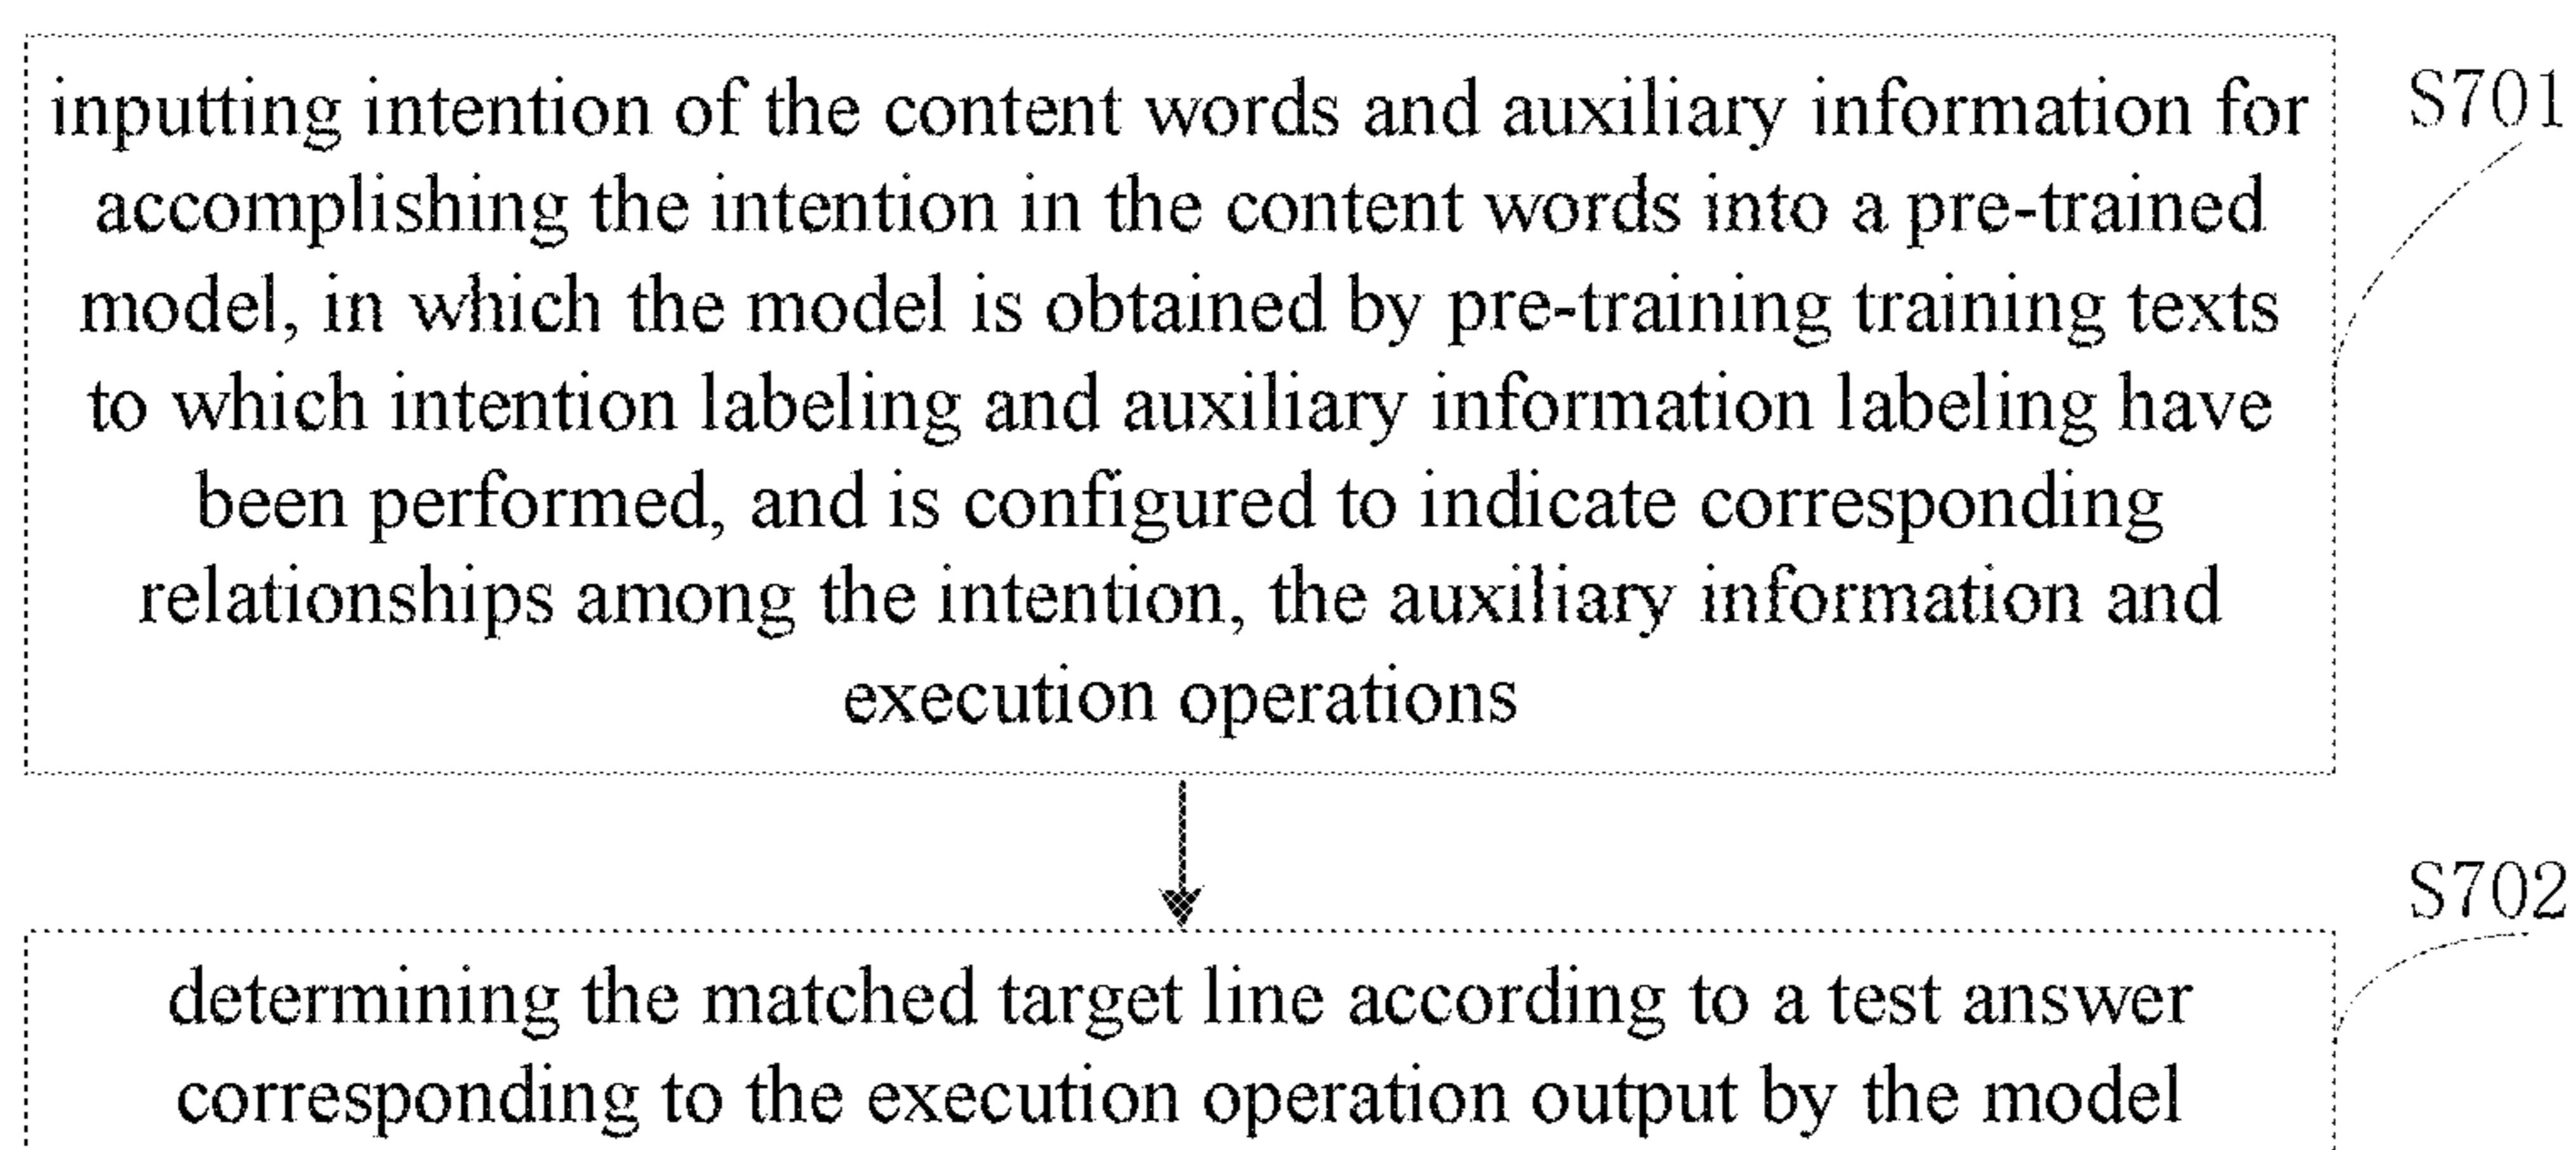 inputting intention of the content words and auxiliary information for
accomplishing the intention in the content words into a pre-trained
model, in which the model is obtained by pre-training training texts
to which intention labeling and auxiliary information labeling have
been performed, and is configured to indicate corresponding
relationships among the intention, the auxiliary information and
execution operations
S701
S702
determining the matched target line according to a test answer
corresponding to the execution operation output by the model